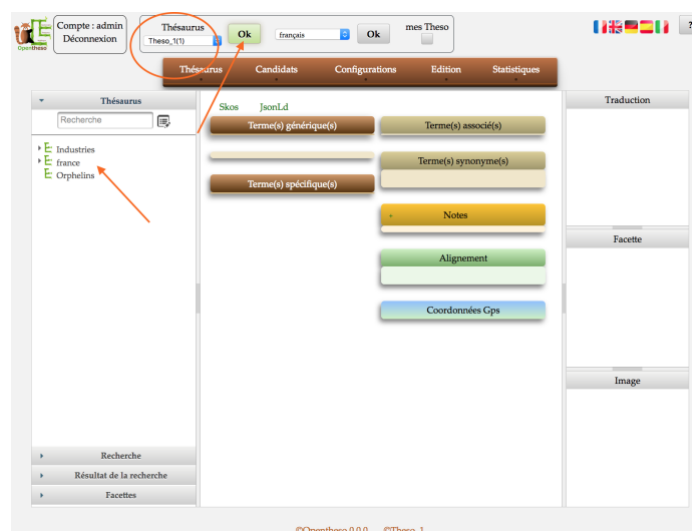 Compte : admin
Déconnexion
Opentheso
Thésaurus
Theso_1(1)
Ok
français
Ok
mes Theso
?
Thésaurus Candidats Configurations Edition Statistiques
Thésaurus
Recherche
Industries
france
Orphelins
Recherche
Résultat de la recherche
Facettes
Skos JsonLd
Terme(s) générique(s)
Terme(s) spécifique(s)
Terme(s) associé(s)
Terme(s) synonyme(s)
Notes
Alignement
Coordonnées Gps
Traduction
Facette
Image
©Opentheso 0.0.0 ©Theso_1